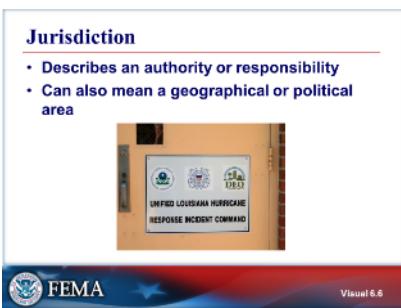 Jurisdiction
• Describes an authority or responsibility
• Can also mean a geographical or political
area
DEQ
UNIFIED LOUISIANA HURRICANE
RESPONSE INCIDENT COMMAND
FEMA
Visual 6.6